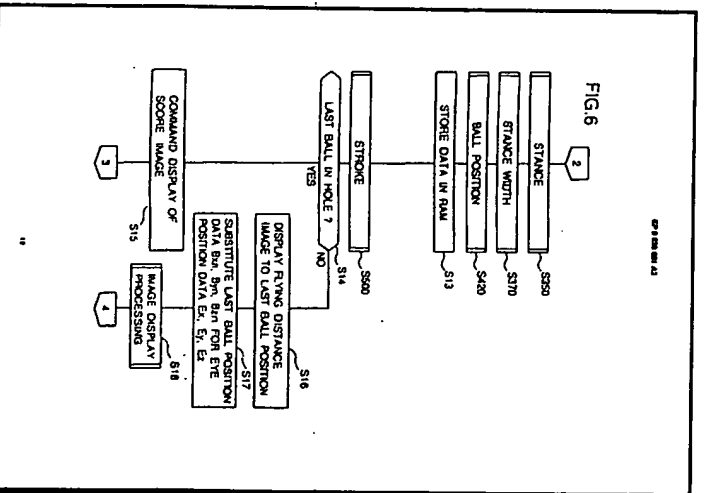 FIG.6
2
STANCE
S350
STANCE WIDTH
S370
BALL POSITION
S420
STORE DATA IN RAM
S13
STROKE
S500
LAST BALL IN HOLE ?
S14
YES
NO
COMMAND DISPLAY OF
SCORE IMAGE
S15
3
DISPLAY FLYING DISTANCE
IMAGE TO LAST BALL POSITION
S16
SUBSTITUTE LAST BALL POSITION
DATA Bxn, Byn, Bzn FOR EYE
POSITION DATA Ex, Ey, Ez
S17
IMAGE DISPLAY
PROCESSING
S18
4